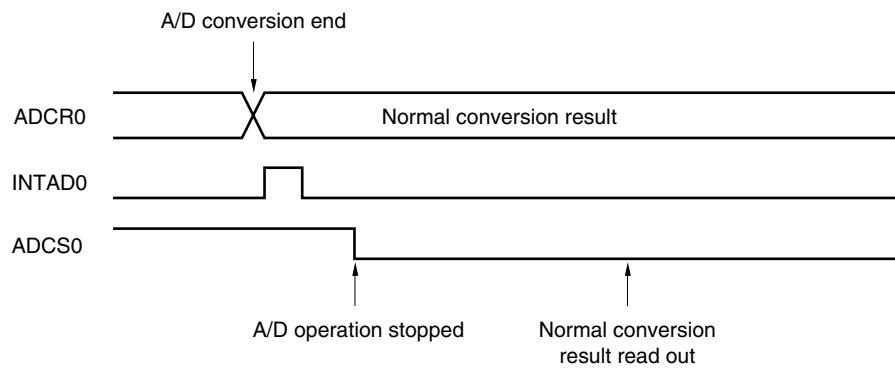 A/D conversion end
ADCR0
Normal conversion result
INTAD0
ADCS0
A/D operation stopped
Normal conversion
result read out